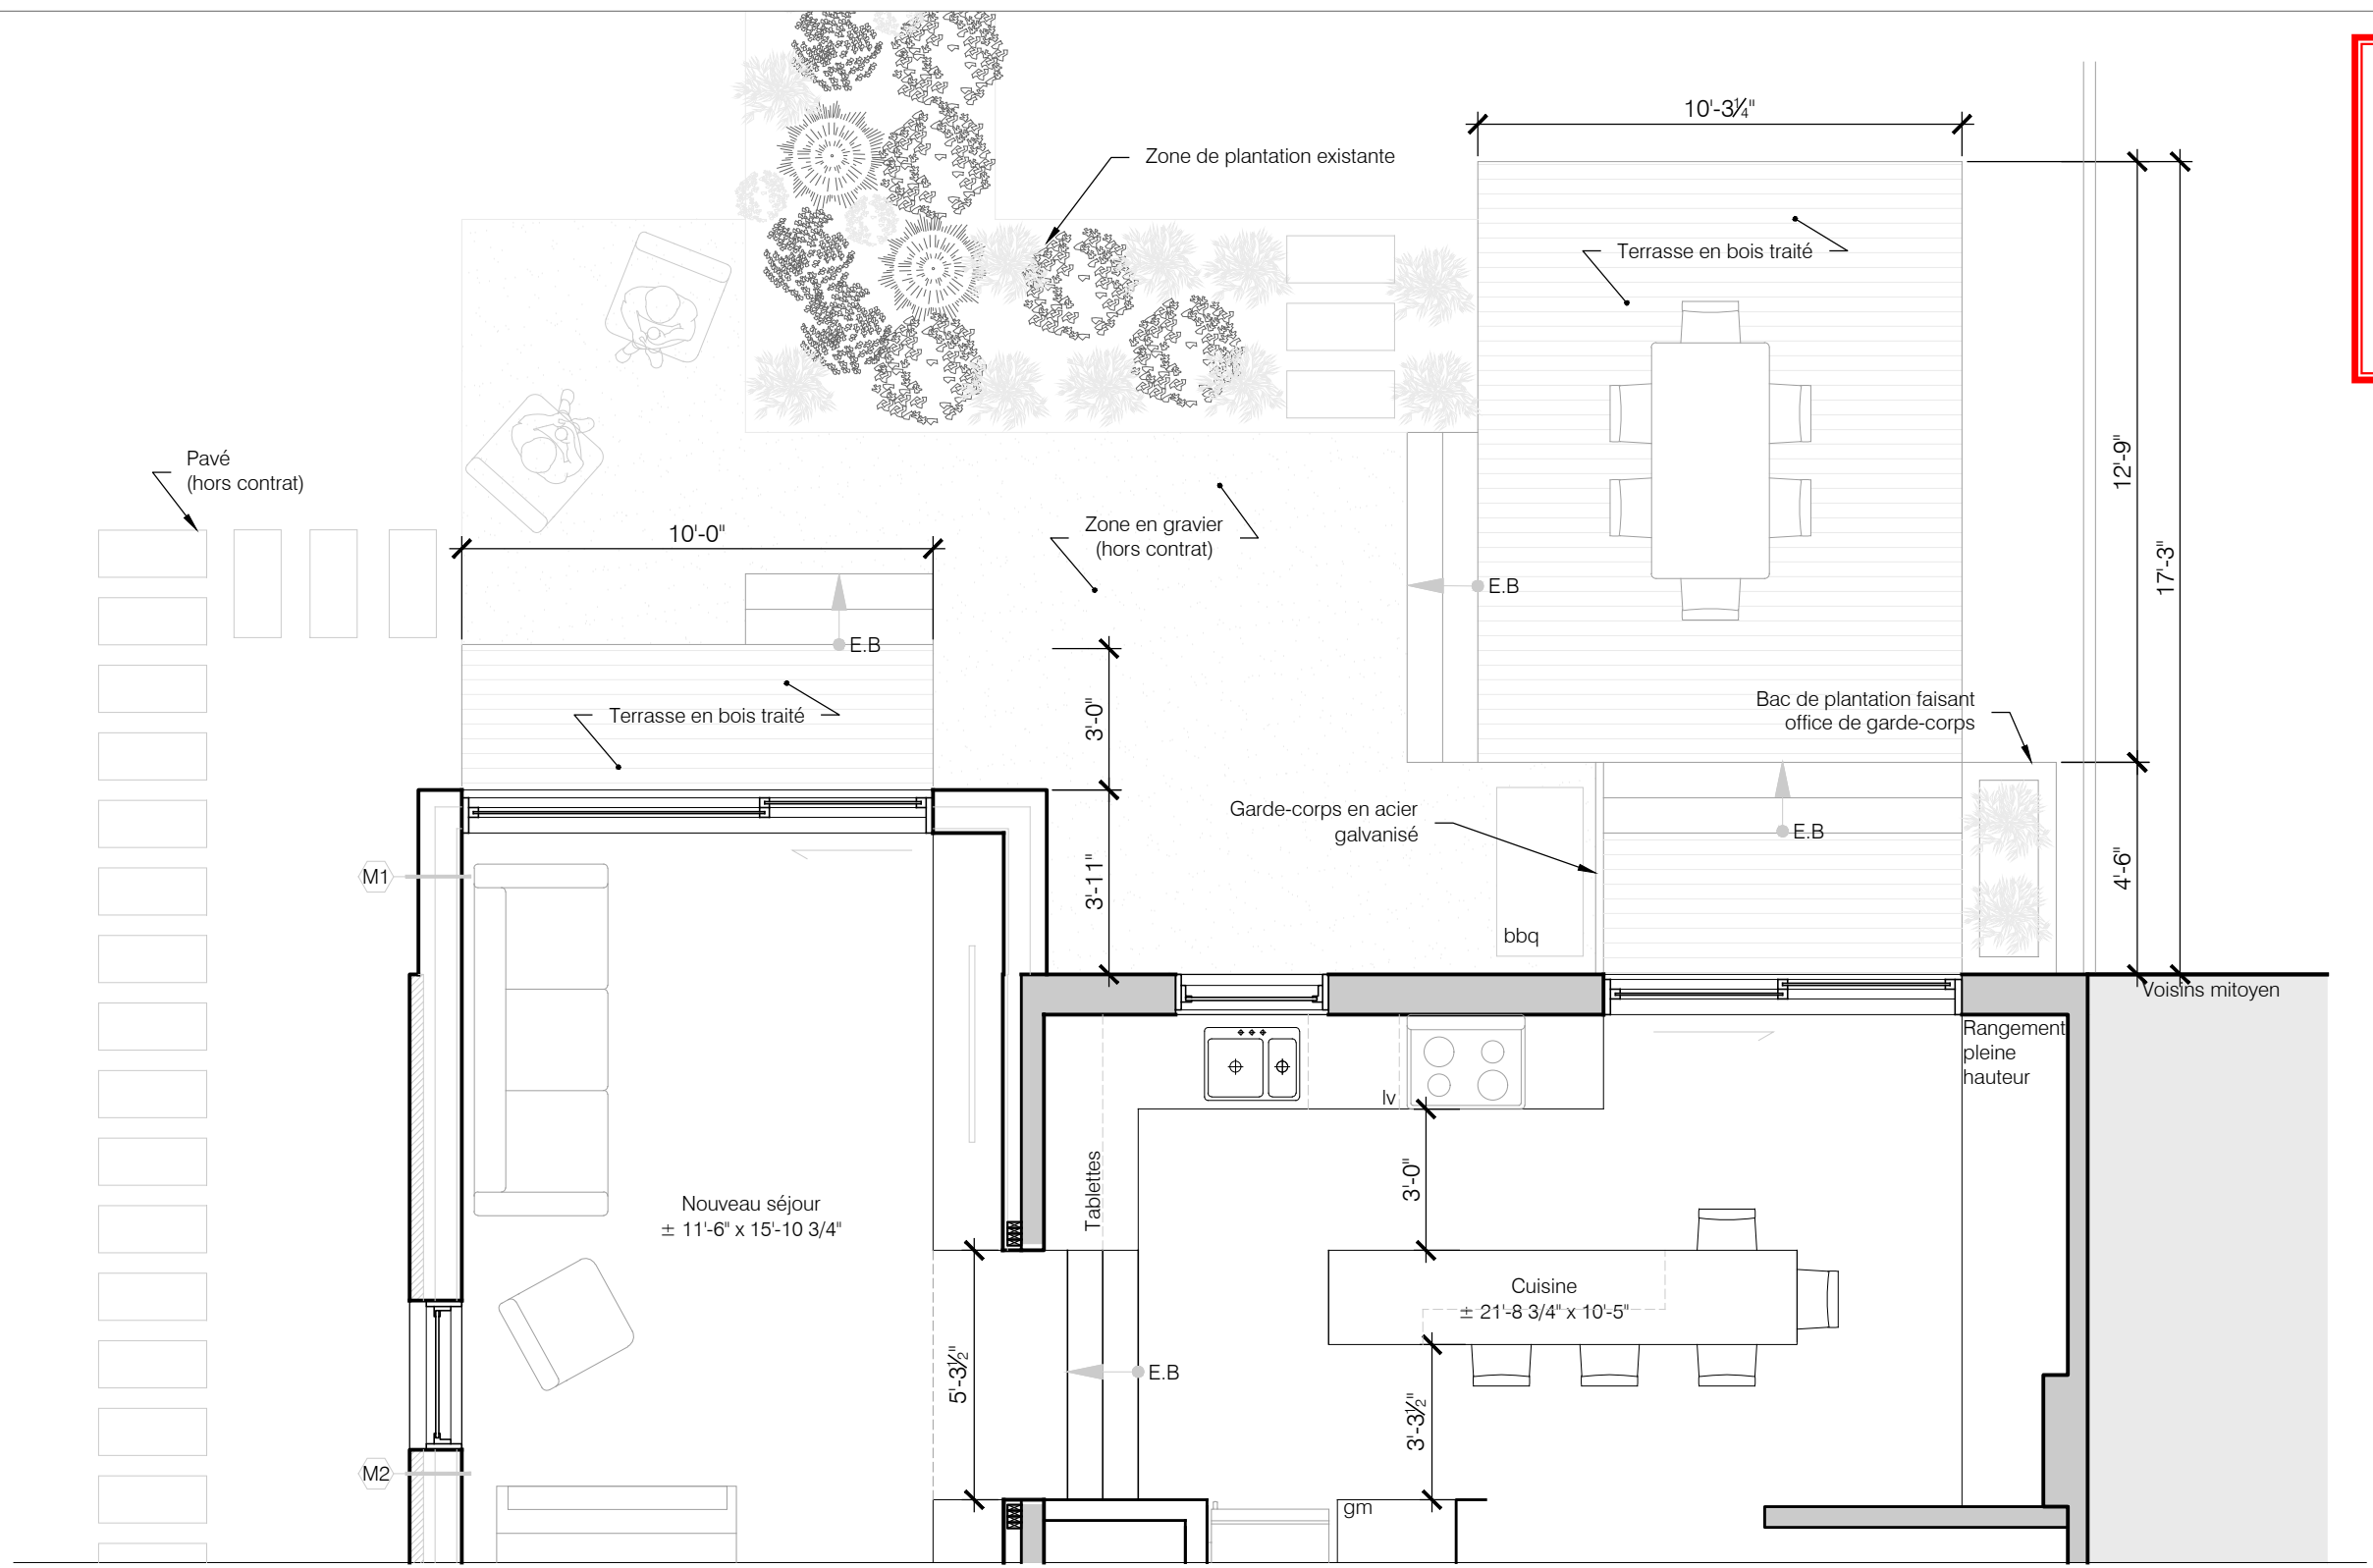 10'-3¼"
Zone de plantation existante
Terrasse en bois traité
12'-9"
17'-3"
Pavé
(hors contrat)
10'-0"
Zone en gravier
(hors contrat)
E.B
E.B
Terrasse en bois traité
3'-0"
Bac de plantation faisant
office de garde-corps
Garde-corps en acier
galvanisé
E.B
4'-6"
3'-11"
M1
bbq
Voisins mitoyen
Rangement
pleine
hauteur
lv
Tablettes
3'-0"
Nouveau séjour
± 11'-6" x 15'-10 3/4"
Cuisine
± 21'-8 3/4" x 10'-5"
5'-3½"
E.B
3'-3½"
M2
gm